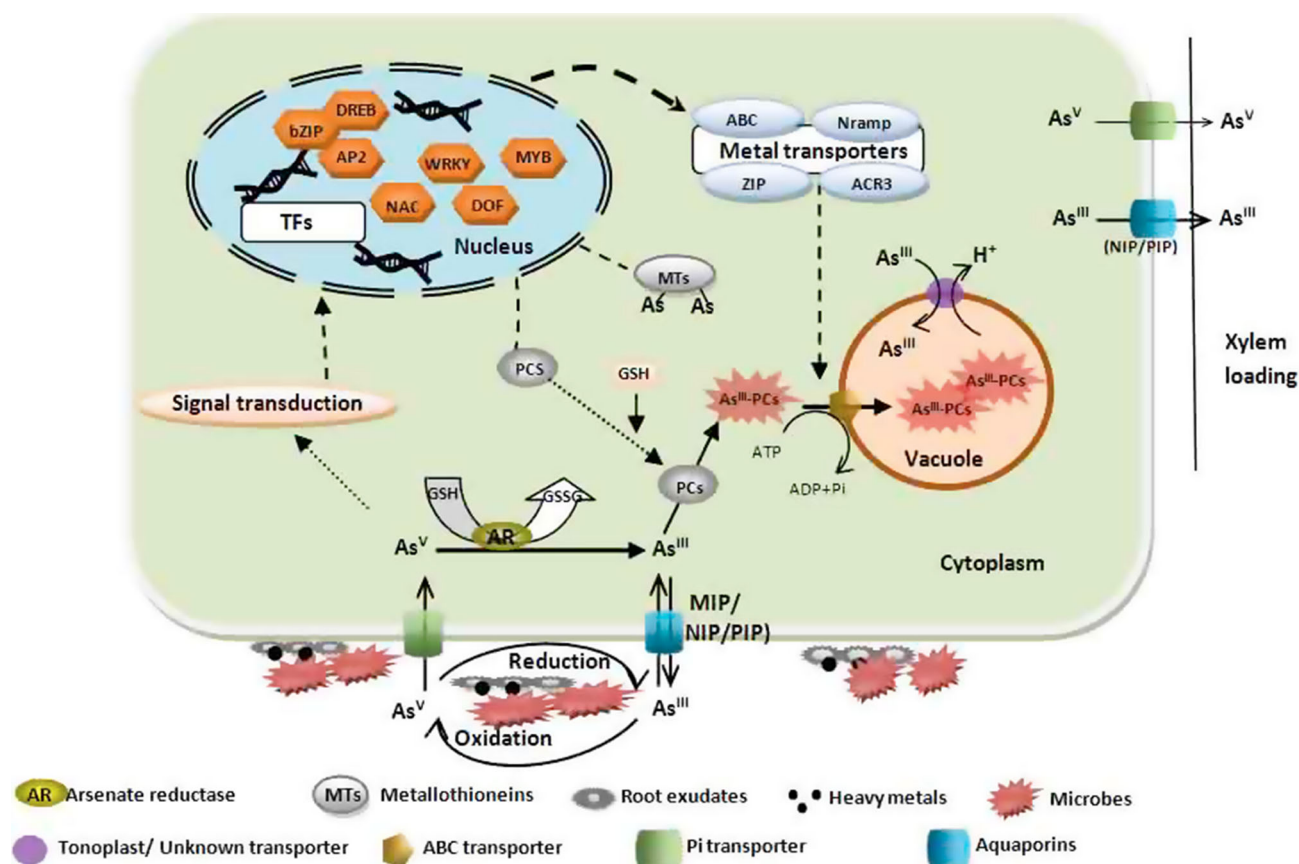 DREB
bZIP
AP2
WRKY
MYB
NAC
DOF
TFs
Nucleus
ABC
Nramp
Metal transporters
ZIP
ACR3
Asⱽ
Asⱽ
Asᴵᴵᴵ
Asᴵᴵᴵ
(NIP/PIP)
MTs
As
As
Asᴵᴵᴵ
H⁺
Asᴵᴵᴵ
Xylem
loading
PCS
GSH
Signal transduction
Asᴵᴵᴵ-PCs
Asᴵᴵᴵ-PCs
Asᴵᴵᴵ-PCs
Vacuole
ATP
ADP+Pi
PCs
GSH
GSSG
AR
Asⱽ
Asᴵᴵᴵ
Cytoplasm
MIP/
NIP/PIP)
Reduction
Asⱽ
Asᴵᴵᴵ
Oxidation
AR Arsenate reductase
MTs Metallothioneins
Root exudates
Heavy metals
Microbes
Tonoplast/ Unknown transporter
ABC transporter
Pi transporter
Aquaporins